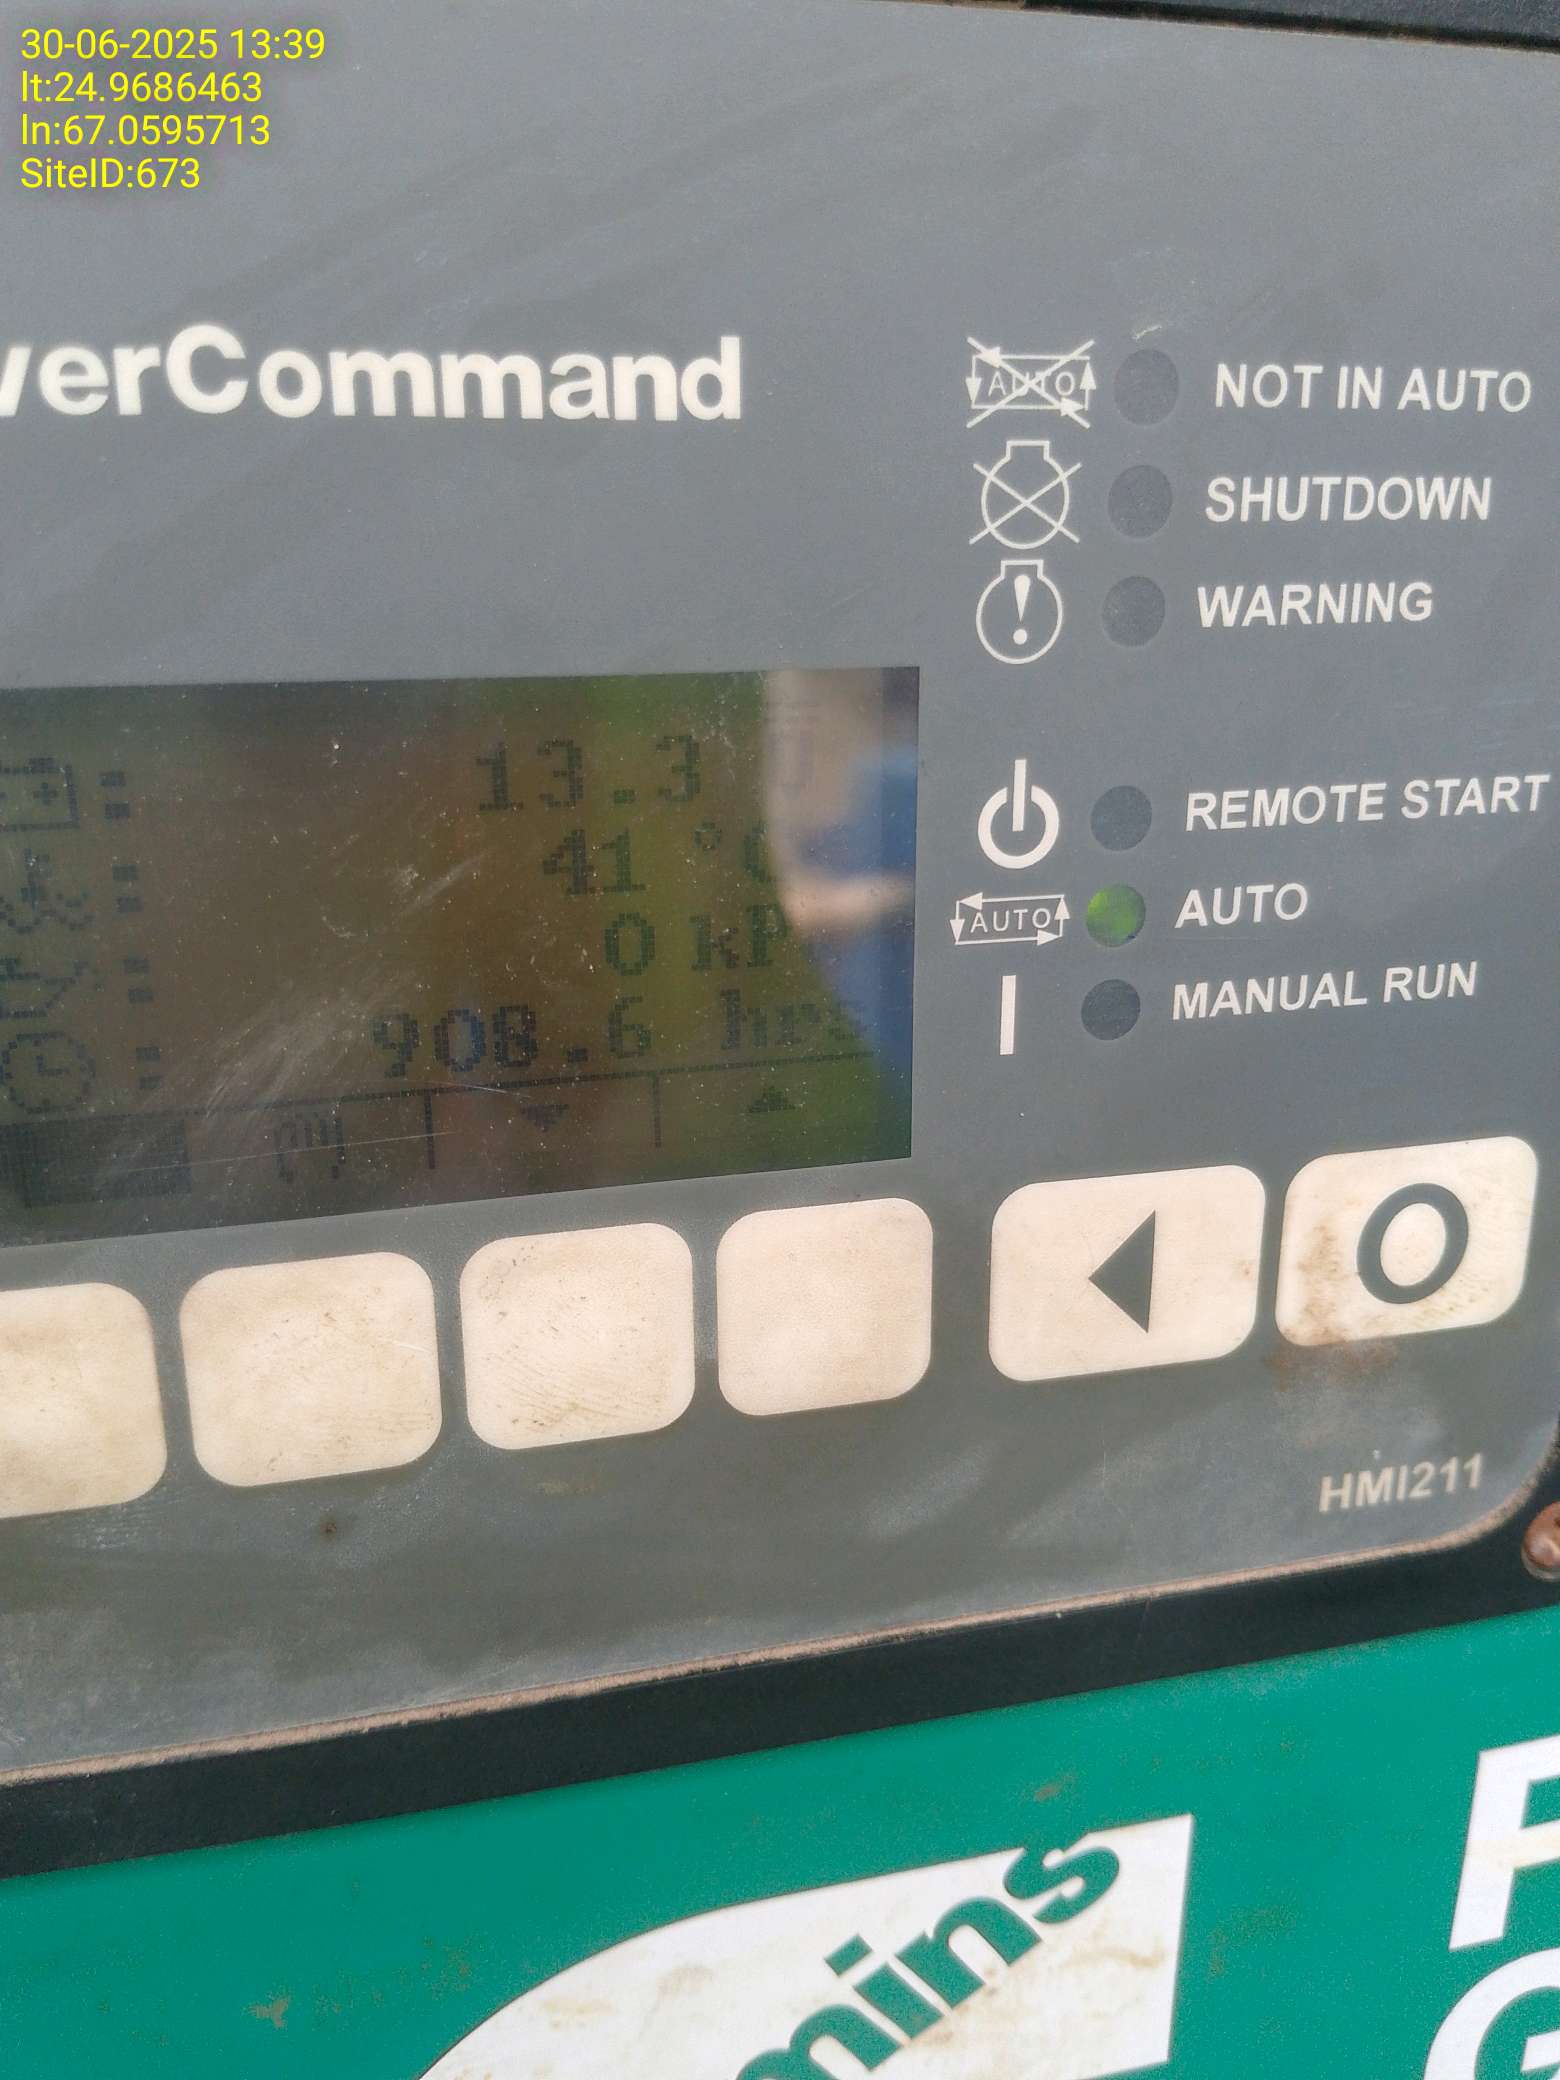 30-06-2025 13:39
lt:24.9686463
ln:67.0595713
SiteID:673
verCommand
AUTO NOT IN AUTO
SHUTDOWN
! WARNING
13.3
41 °C
0 kP
908.6 hrs
REMOTE START
AUTO AUTO
MANUAL RUN
HMI211
mins